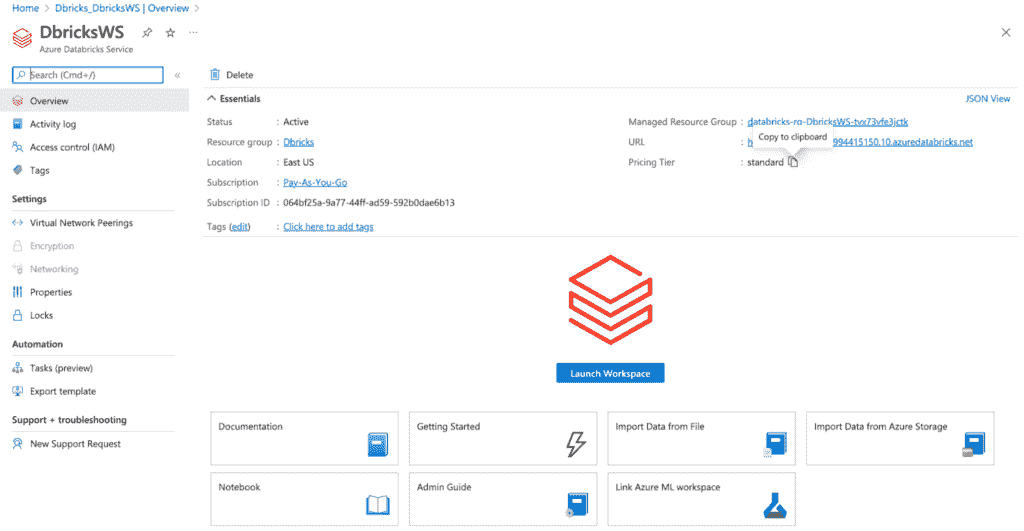 Home > Dbricks_DbricksWS | Overview >
DbricksWS
Azure Databricks Service
Search (Cmd+/)
Overview
Activity log
Access control (IAM)
Tags
Settings
Virtual Network Peerings
Encryption
Networking
Properties
Locks
Automation
Tasks (preview)
Export template
Support + troubleshooting
New Support Request
Delete
Essentials
JSON View
Status : Active
Resource group : Dbricks
Location : East US
Subscription : Pay-As-You-Go
Subscription ID : 064bf25a-9a77-44ff-ad59-592b0dae6b13
Tags (edit) : Click here to add tags
Managed Resource Group : databricks-rg-DbricksWS-tvx73vfe3jctk
Copy to clipboard
URL : 994415150.10.azuredatabricks.net
Pricing Tier : standard
Launch Workspace
Documentation
Getting Started
Import Data from File
Import Data from Azure Storage
Notebook
Admin Guide
Link Azure ML workspace